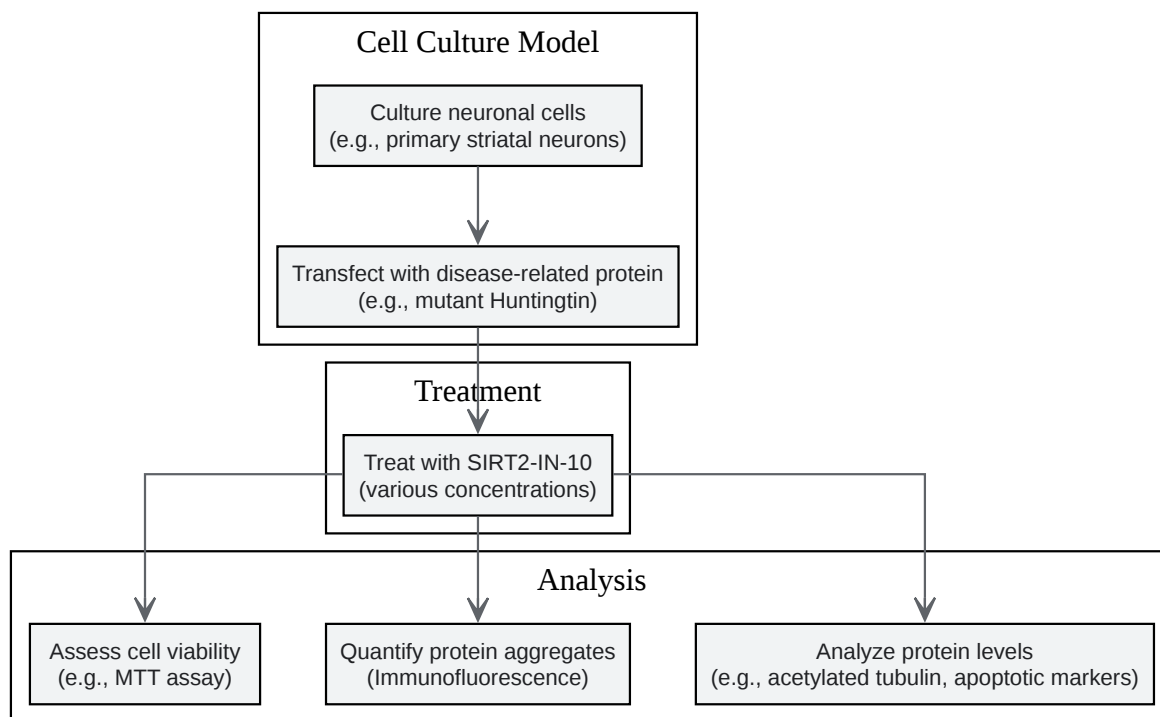 Cell Culture Model
Culture neuronal cells
(e.g., primary striatal neurons)
Transfect with disease-related protein
(e.g., mutant Huntingtin)
Treatment
Treat with SIRT2-IN-10
(various concentrations)
Analysis
Assess cell viability
(e.g., MTT assay)
Quantify protein aggregates
(Immunofluorescence)
Analyze protein levels
(e.g., acetylated tubulin, apoptotic markers)